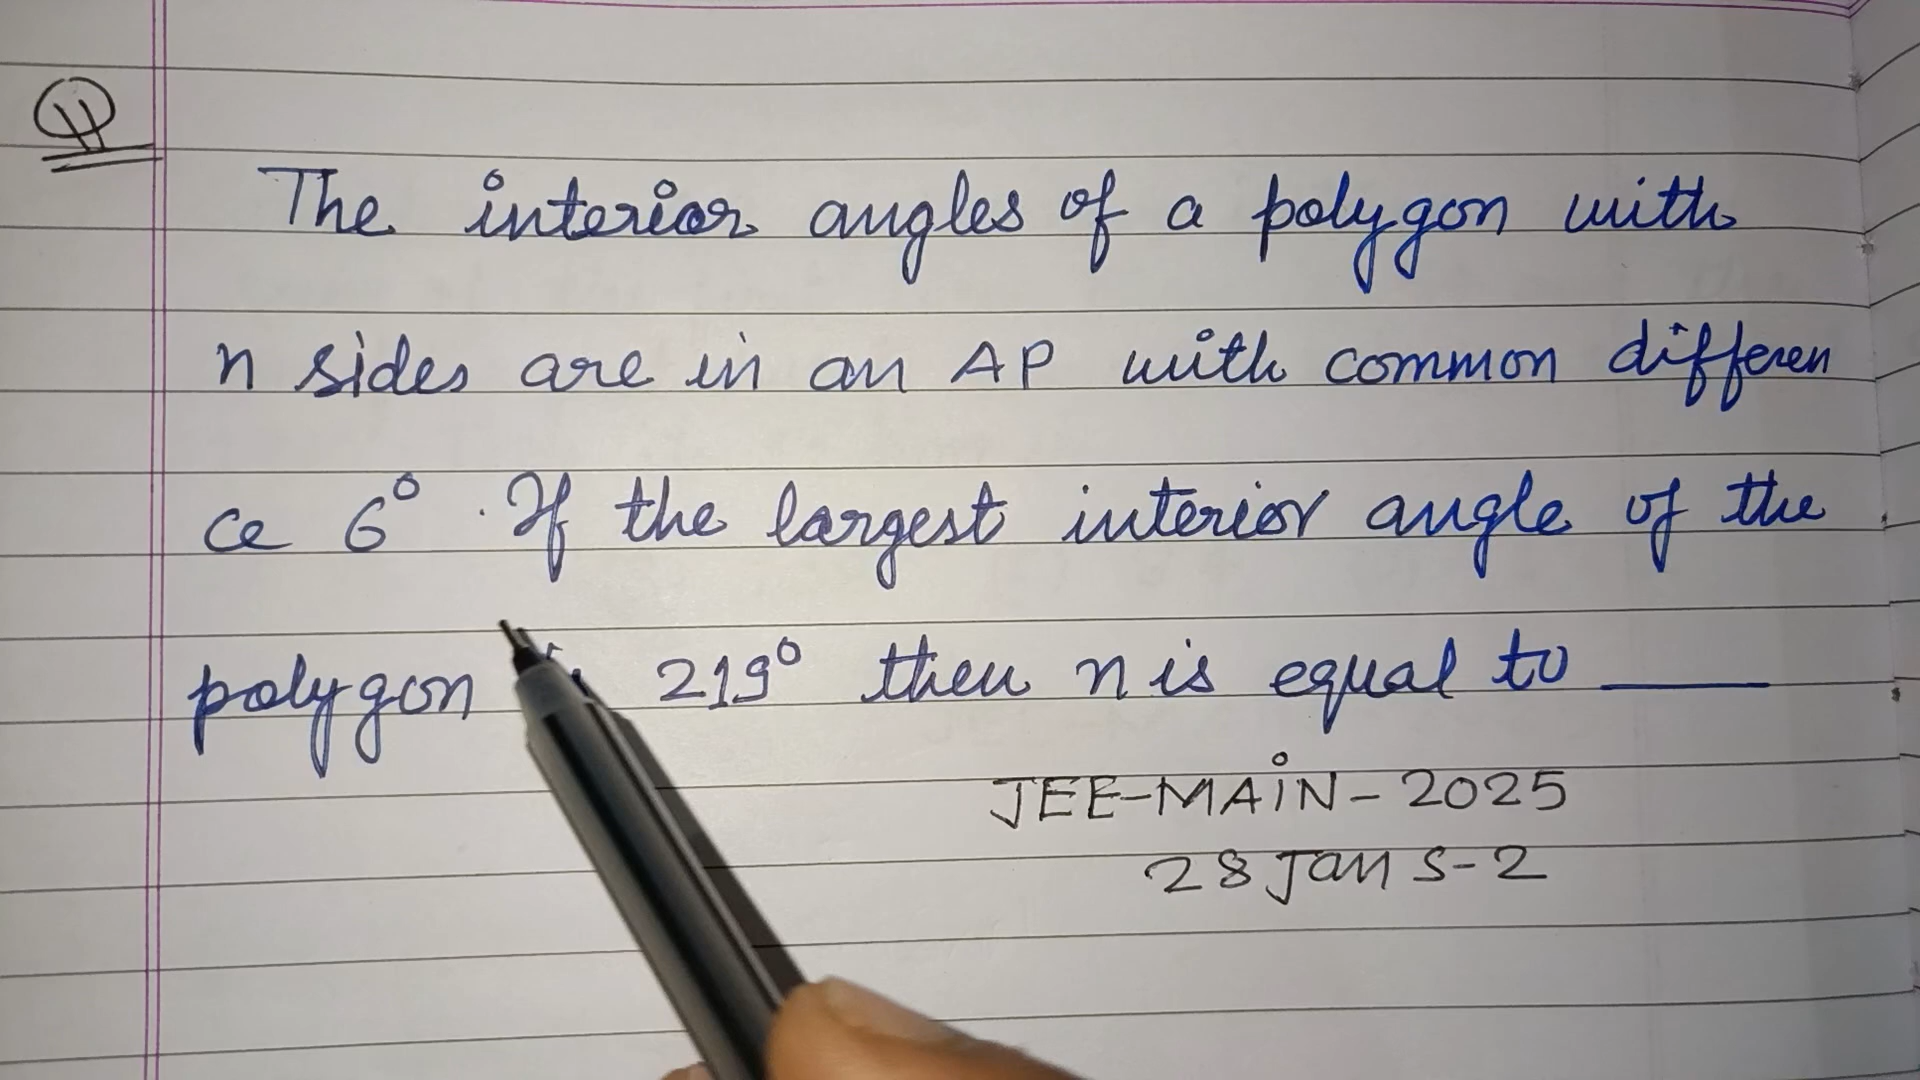 Q
The interior angles of a polygon with
n sides are in an AP with common differen
ce 6°. If the largest interior angle of the
polygon 219° then n is equal to ____
JEE-MAIN-2025
28 Jan S-2